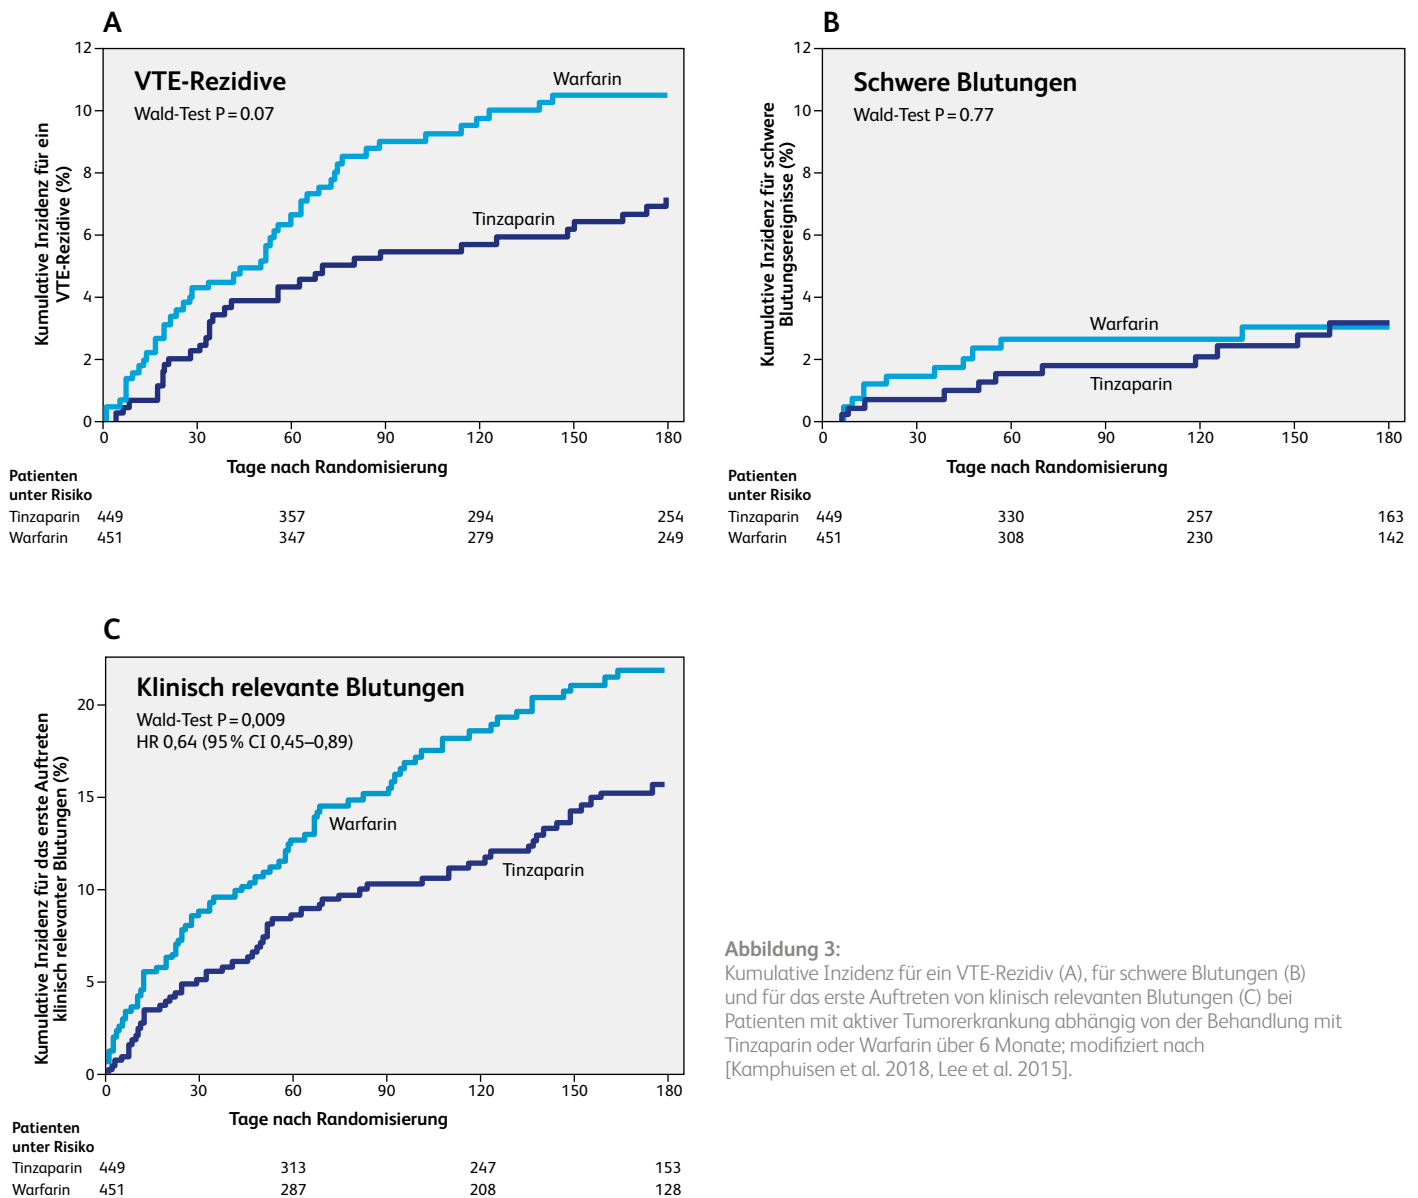 A
VTE-Rezidive
Wald-Test P = 0.07
Warfarin
Tinzaparin
Kumulative Inzidenz für ein
VTE-Rezidive (%)
12
10
8
6
4
2
0
0 30 60 90 120 150 180
Tage nach Randomisierung
Patienten
unter Risiko
Tinzaparin 449 357 294 254
Warfarin 451 347 279 249
B
Schwere Blutungen
Wald-Test P = 0.77
Warfarin
Tinzaparin
Kumulative Inzidenz für schwere
Blutungsereignisse (%)
12
10
8
6
4
2
0
0 30 60 90 120 150 180
Tage nach Randomisierung
Patienten
unter Risiko
Tinzaparin 449 330 257 163
Warfarin 451 308 230 142
C
Klinisch relevante Blutungen
Wald-Test P = 0,009
HR 0,64 (95 % CI 0,45–0,89)
Warfarin
Tinzaparin
Kumulative Inzidenz für das erste Auftreten
klinisch relevanter Blutungen (%)
20
15
10
5
0
0 30 60 90 120 150 180
Tage nach Randomisierung
Patienten
unter Risiko
Tinzaparin 449 313 247 153
Warfarin 451 287 208 128
Abbildung 3:
Kumulative Inzidenz für ein VTE-Rezidiv (A), für schwere Blutungen (B)
und für das erste Auftreten von klinisch relevanten Blutungen (C) bei
Patienten mit aktiver Tumorerkrankung abhängig von der Behandlung mit
Tinzaparin oder Warfarin über 6 Monate; modifiziert nach
[Kamphuisen et al. 2018, Lee et al. 2015].